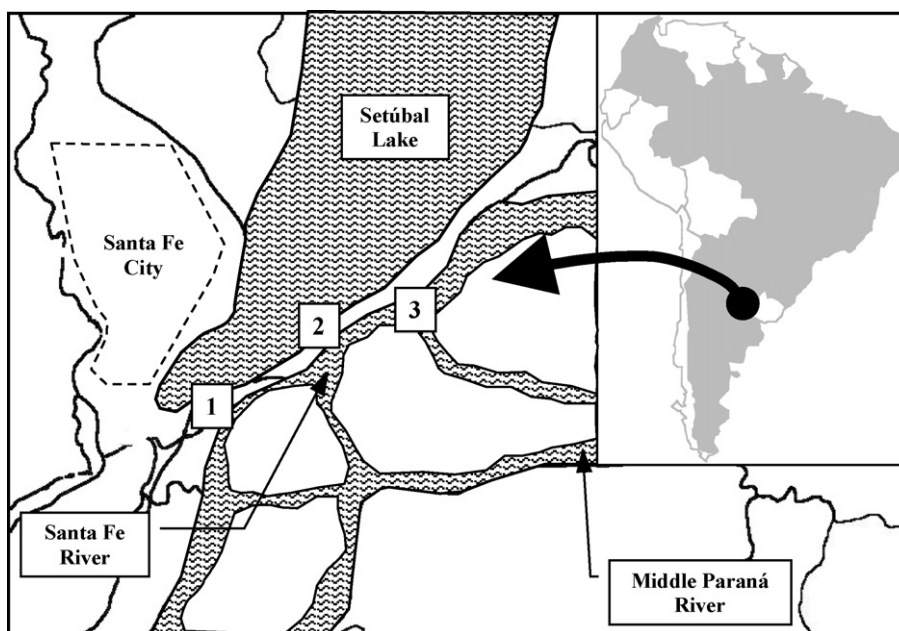 Setúbal
Lake
Santa Fe
City
2
3
1
Santa Fe
River
Middle Paraná
River